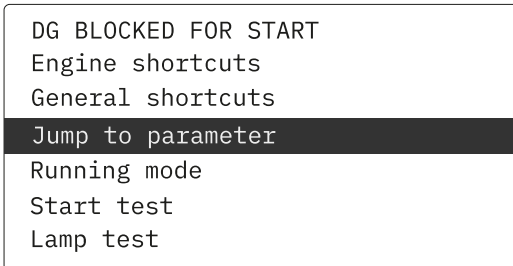 DG BLOCKED FOR START
Engine shortcuts
General shortcuts
Jump to parameter
Running mode
Start test
Lamp test